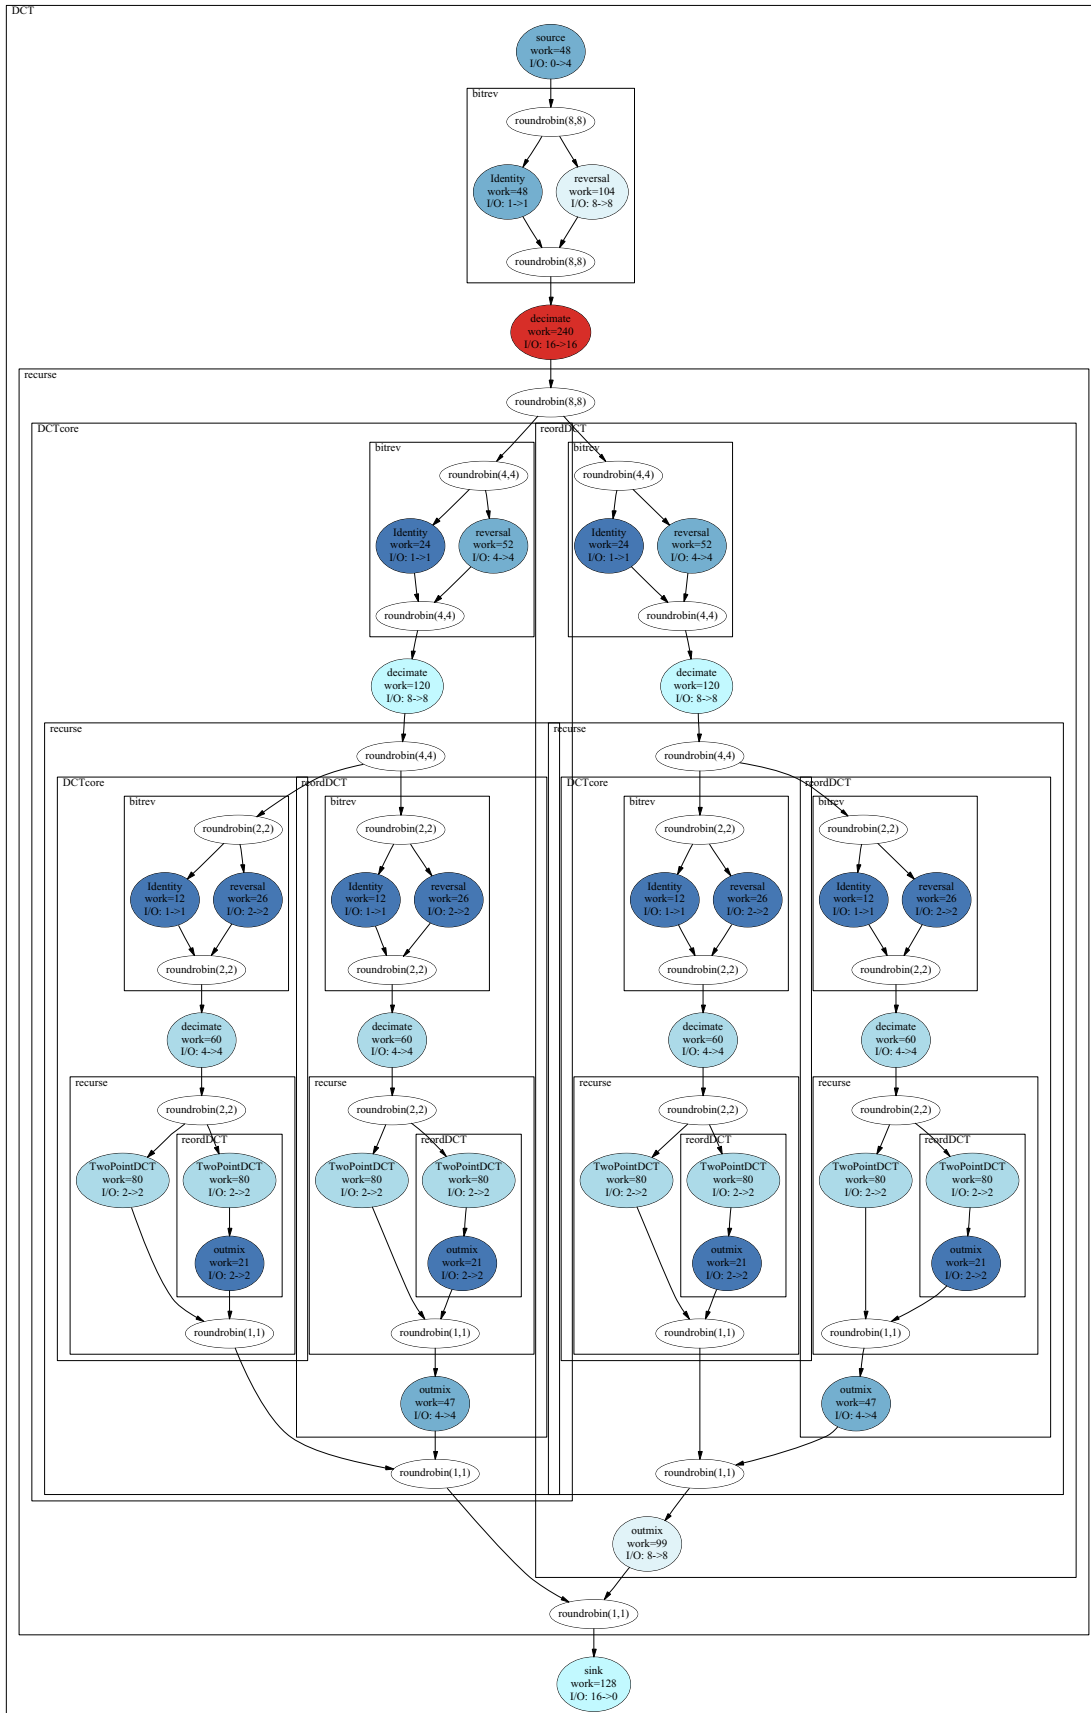 DCT
source
work=48
I/O: 0->4
bitrev
roundrobin(8,8)
Identity
work=48
I/O: 1->1
reversal
work=104
I/O: 8->8
roundrobin(8,8)
decimate
work=240
I/O: 16->16
recurse
roundrobin(8,8)
DCTcore
reordDCT
bitrev
roundrobin(4,4)
Identity
work=24
I/O: 1->1
reversal
work=52
I/O: 4->4
roundrobin(4,4)
bitrev
roundrobin(4,4)
Identity
work=24
I/O: 1->1
reversal
work=52
I/O: 4->4
roundrobin(4,4)
decimate
work=120
I/O: 8->8
decimate
work=120
I/O: 8->8
recurse
roundrobin(4,4)
recurse
roundrobin(4,4)
DCTcore
bitrev
roundrobin(2,2)
Identity
work=12
I/O: 1->1
reversal
work=26
I/O: 2->2
roundrobin(2,2)
decimate
work=60
I/O: 4->4
recurse
roundrobin(2,2)
TwoPointDCT
work=80
I/O: 2->2
reordDCT
TwoPointDCT
work=80
I/O: 2->2
outmix
work=21
I/O: 2->2
roundrobin(1,1)
reordDCT
bitrev
roundrobin(2,2)
Identity
work=12
I/O: 1->1
reversal
work=26
I/O: 2->2
roundrobin(2,2)
decimate
work=60
I/O: 4->4
recurse
roundrobin(2,2)
TwoPointDCT
work=80
I/O: 2->2
reordDCT
TwoPointDCT
work=80
I/O: 2->2
outmix
work=21
I/O: 2->2
roundrobin(1,1)
outmix
work=47
I/O: 4->4
roundrobin(1,1)
DCTcore
bitrev
roundrobin(2,2)
Identity
work=12
I/O: 1->1
reversal
work=26
I/O: 2->2
roundrobin(2,2)
decimate
work=60
I/O: 4->4
recurse
roundrobin(2,2)
TwoPointDCT
work=80
I/O: 2->2
reordDCT
TwoPointDCT
work=80
I/O: 2->2
outmix
work=21
I/O: 2->2
roundrobin(1,1)
reordDCT
bitrev
roundrobin(2,2)
Identity
work=12
I/O: 1->1
reversal
work=26
I/O: 2->2
roundrobin(2,2)
decimate
work=60
I/O: 4->4
recurse
roundrobin(2,2)
TwoPointDCT
work=80
I/O: 2->2
reordDCT
TwoPointDCT
work=80
I/O: 2->2
outmix
work=21
I/O: 2->2
roundrobin(1,1)
outmix
work=47
I/O: 4->4
roundrobin(1,1)
outmix
work=99
I/O: 8->8
roundrobin(1,1)
sink
work=128
I/O: 16->0